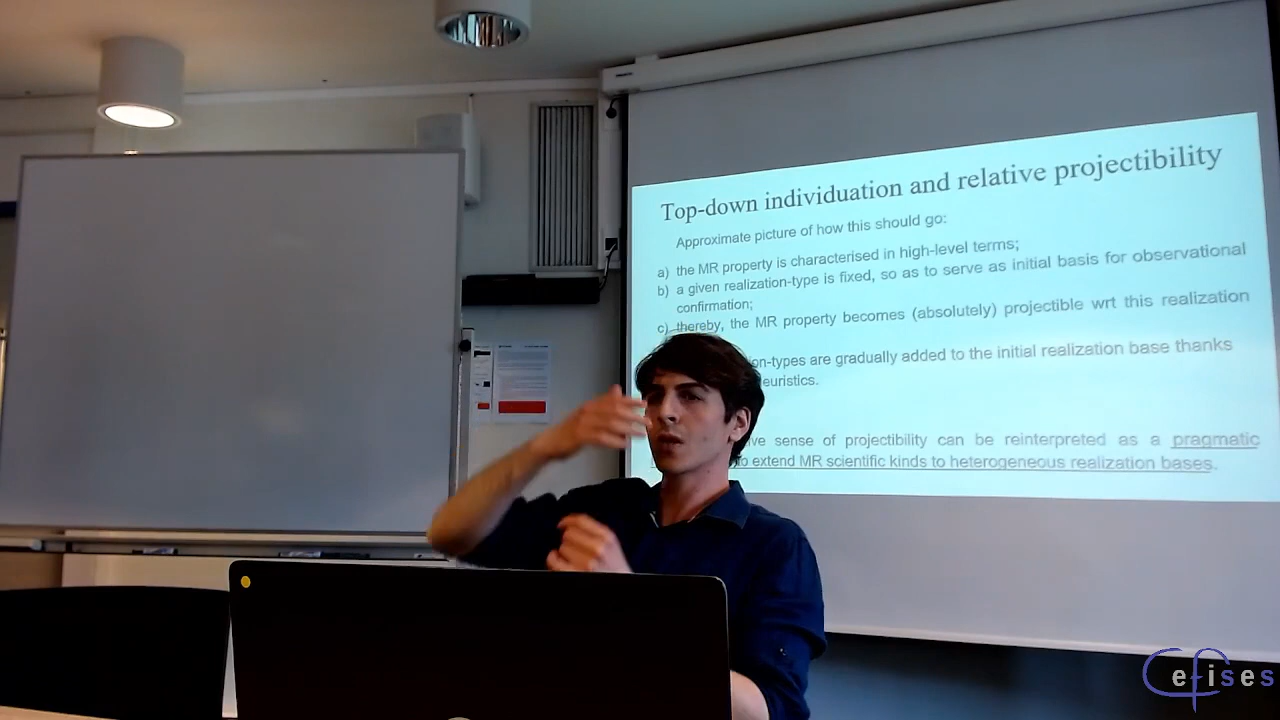 Top-down individuation and relative projectibility
Approximate picture of how this should go:
a) the MR property is characterised in high-level terms;
b) a given realization-type is fixed, so as to serve as initial basis for observational
confirmation;
c) thereby, the MR property becomes (absolutely) projectible wrt this realization
on-types are gradually added to the initial realization base thanks
euristics.
ve sense of projectibility can be reinterpreted as a pragmatic
to extend MR scientific kinds to heterogeneous realization bases.
Cefises